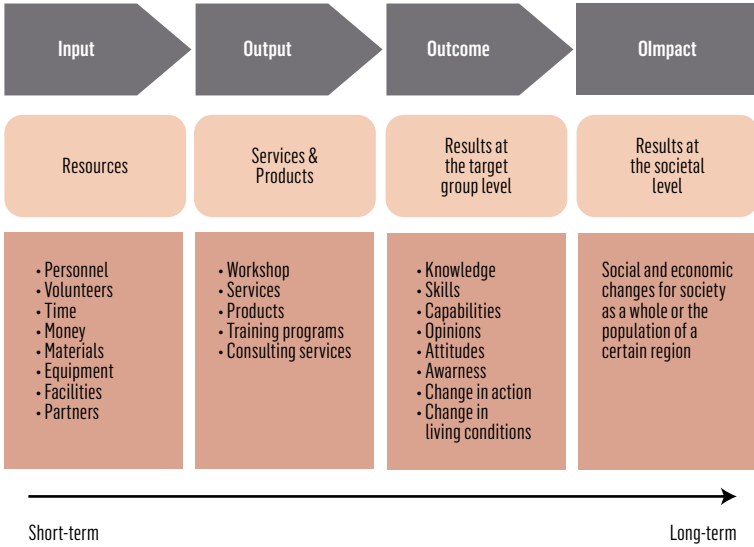 Input
Output
Outcome
OImpact
Resources
Services &
Products
Results at
the target
group level
Results at
the societal
level
• Personnel
• Volunteers
• Time
• Money
• Materials
• Equipment
• Facilities
• Partners
• Workshop
• Services
• Products
• Training programs
• Consulting services
• Knowledge
• Skills
• Capabilities
• Opinions
• Attitudes
• Awarness
• Change in action
• Change in
living conditions
Social and economic
changes for society
as a whole or the
population of a
certain region
Short-term
Long-term